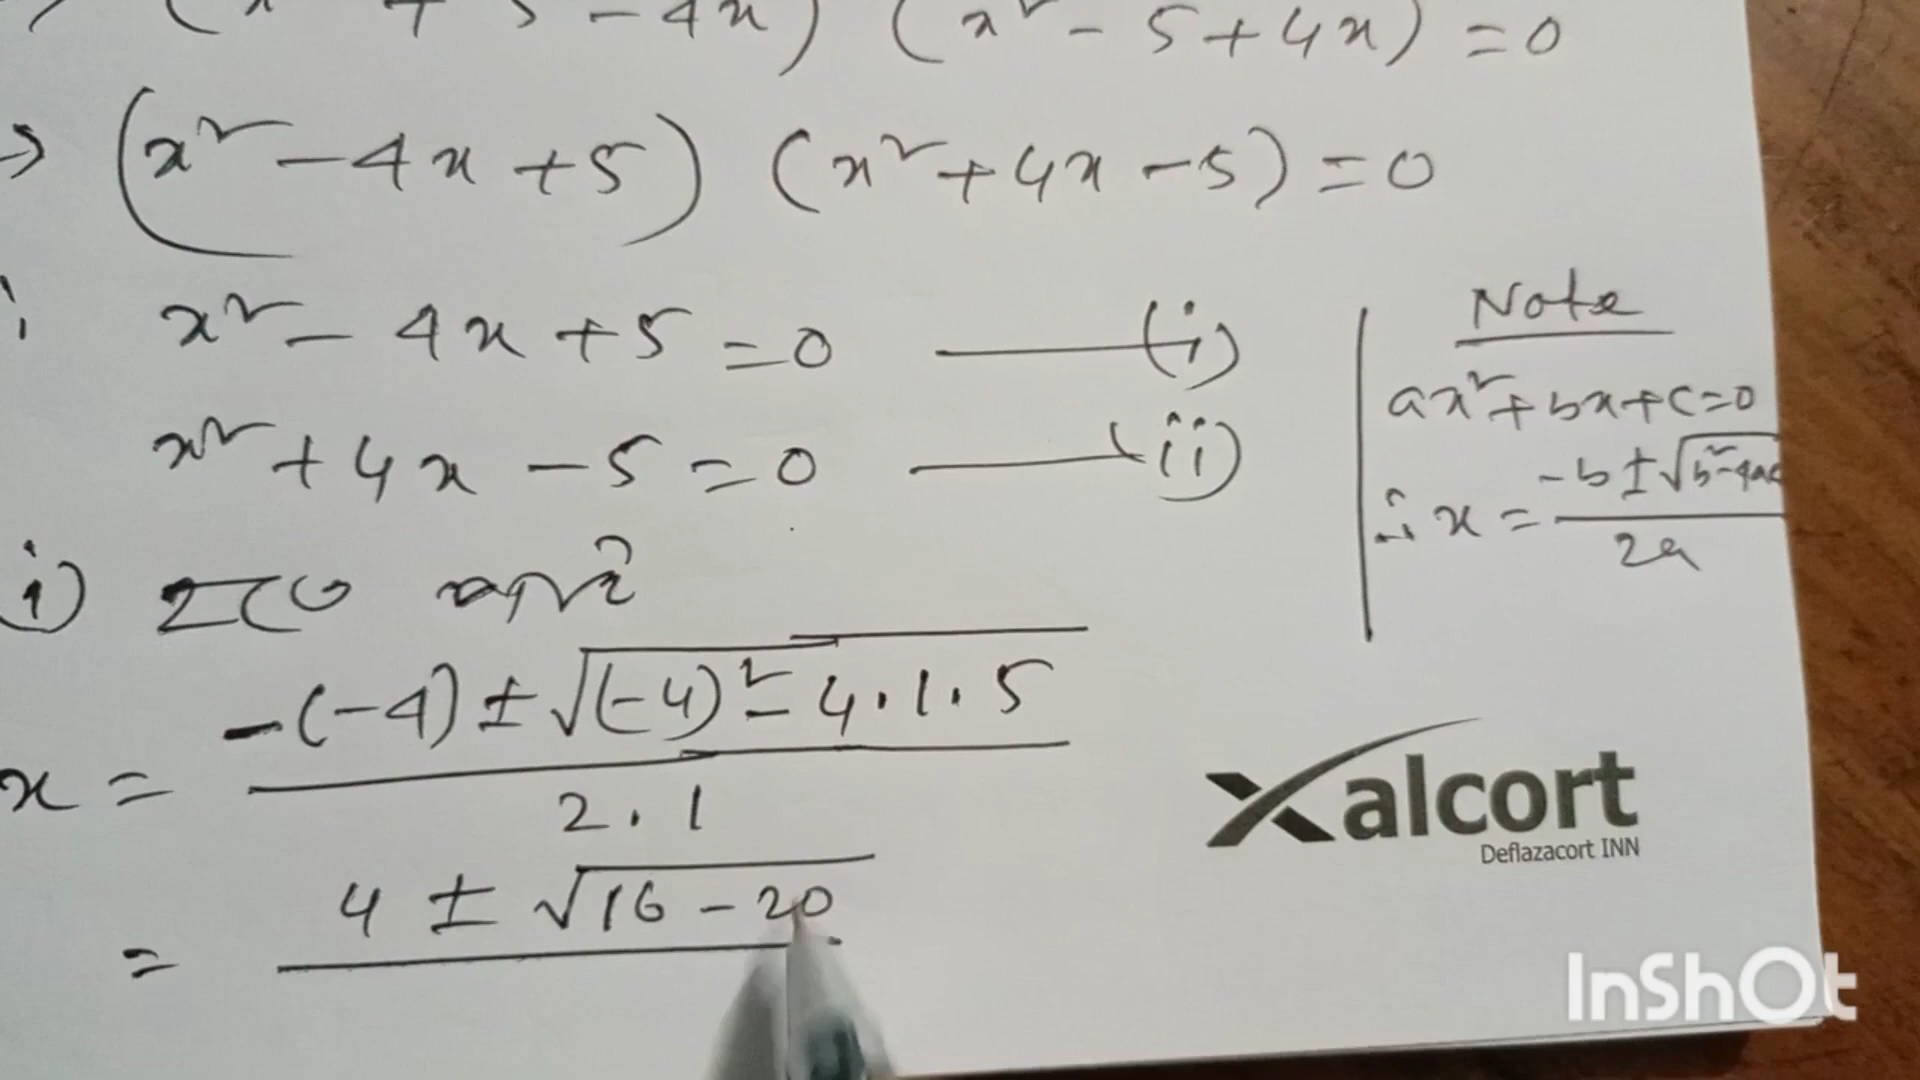 (x² + 5 - 4x) (x² - 5 + 4x) = 0
⇒ (x² - 4x + 5) (x² + 4x - 5) = 0
x² - 4x + 5 = 0 —— (i)
x² + 4x - 5 = 0 —— (ii)
Note
ax² + bx + c = 0
∴ x = (-b ± √(b² - 4ac)) / 2a
i)
x = (-(-4) ± √((-4)² - 4.1.5)) / 2.1
= 4 ± √16 - 20
Xalcort
Deflazacort INN
InShOt